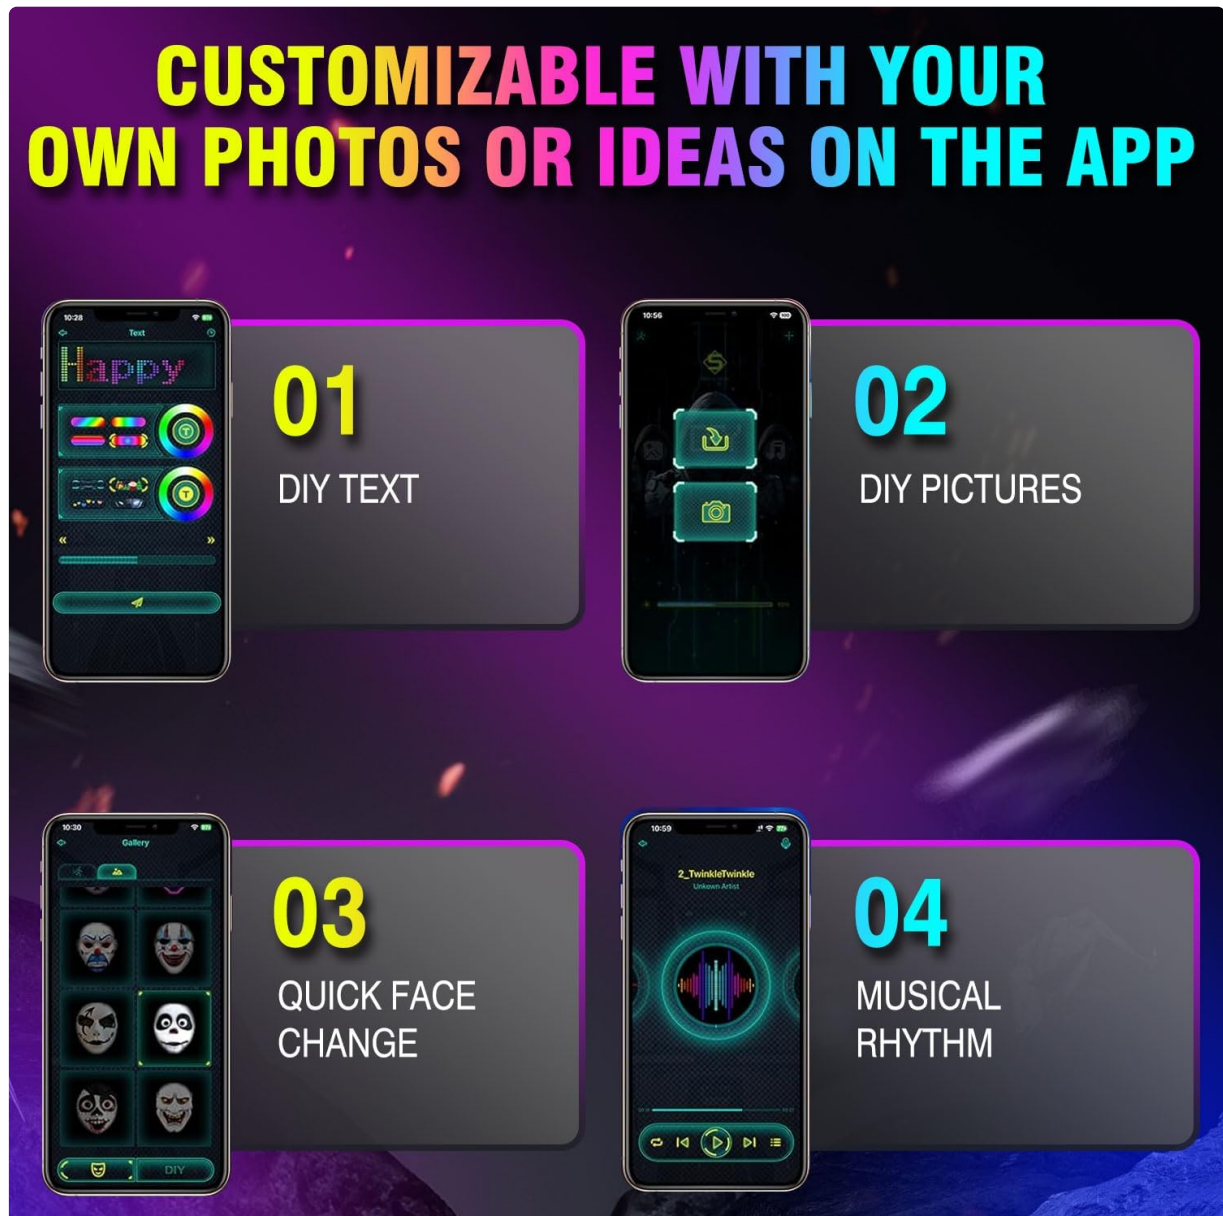 CUSTOMIZABLE WITH YOUR
OWN PHOTOS OR IDEAS ON THE APP
10:28
Text
Happy
T
T
«
»
01
DIY TEXT
10:56
100
02
DIY PICTURES
10:30
Gallery
DIY
03
QUICK FACE
CHANGE
10:59
2_TwinkleTwinkle
Unkown Artist
04
MUSICAL
RHYTHM